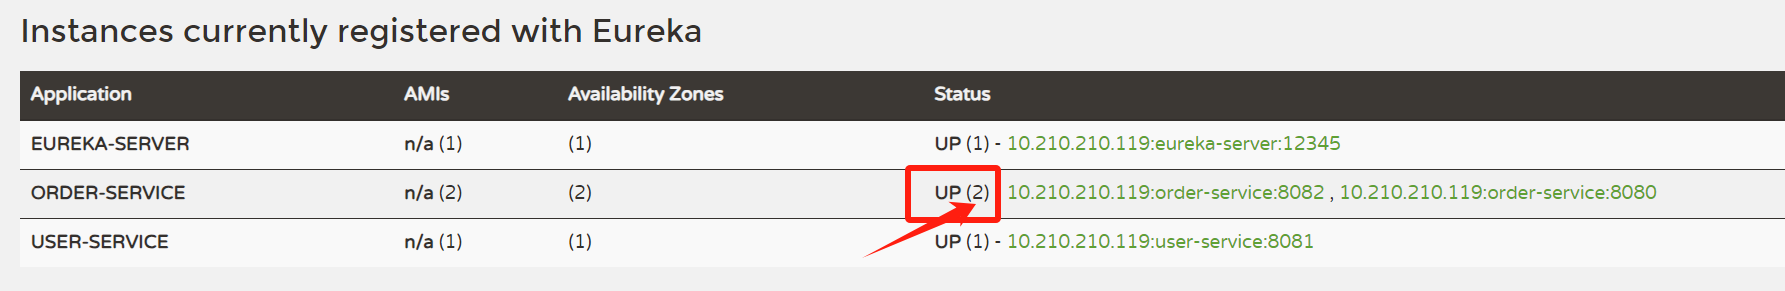 Instances currently registered with Eureka
Application AMIs Availability Zones Status
EUREKA-SERVER n/a (1) (1) UP (1) - 10.210.210.119:eureka-server:12345
ORDER-SERVICE n/a (2) (2) UP (2) 10.210.210.119:order-service:8082 , 10.210.210.119:order-service:8080
USER-SERVICE n/a (1) (1) UP (1) - 10.210.210.119:user-service:8081